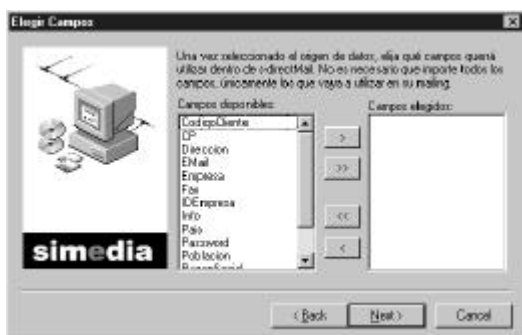 Elegir Campos
Una vez seleccionado el origen de datos, elija qué campos querrá
utilizar dentro de e-directMail. No es necesario que importe todos los
campos, únicamente los que vaya a utilizar en su mailing.
Campos disponibles:
Campos elegidos:
CodigoCliente
CP
Direccion
EMail
Empresa
Fax
IDEmpresa
Info
Pais
Password
Poblacion
RazonSocial
>
>>
<<
<
simedia
< Back
Next >
Cancel